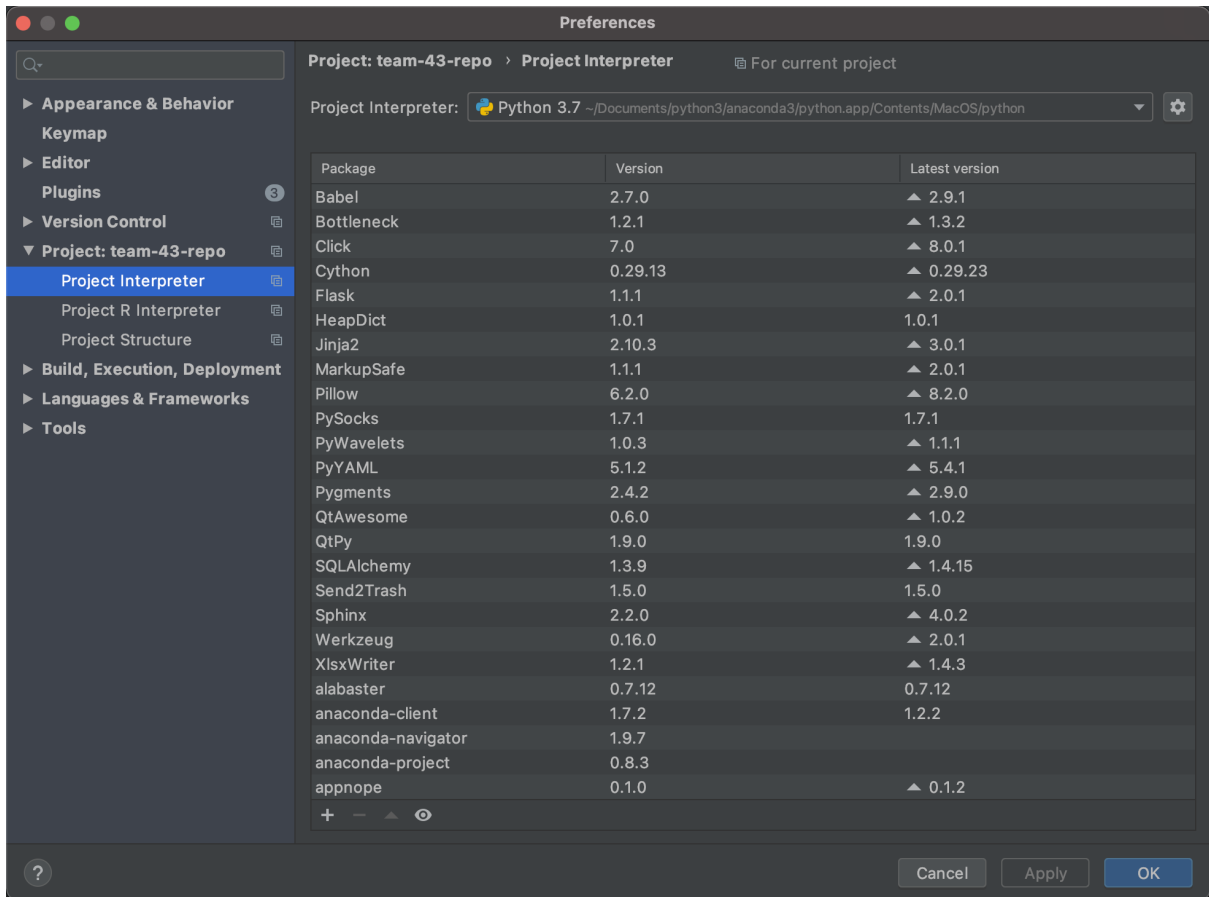 Preferences
Project: team-43-repo › Project Interpreter For current project
Project Interpreter: Python 3.7 ~/Documents/python3/anaconda3/python.app/Contents/MacOS/python
Appearance & Behavior
Keymap
Editor
Plugins 3
Version Control
Project: team-43-repo
Project Interpreter
Project R Interpreter
Project Structure
Build, Execution, Deployment
Languages & Frameworks
Tools
Package Version Latest version
Babel 2.7.0 2.9.1
Bottleneck 1.2.1 1.3.2
Click 7.0 8.0.1
Cython 0.29.13 0.29.23
Flask 1.1.1 2.0.1
HeapDict 1.0.1 1.0.1
Jinja2 2.10.3 3.0.1
MarkupSafe 1.1.1 2.0.1
Pillow 6.2.0 8.2.0
PySocks 1.7.1 1.7.1
PyWavelets 1.0.3 1.1.1
PyYAML 5.1.2 5.4.1
Pygments 2.4.2 2.9.0
QtAwesome 0.6.0 1.0.2
QtPy 1.9.0 1.9.0
SQLAlchemy 1.3.9 1.4.15
Send2Trash 1.5.0 1.5.0
Sphinx 2.2.0 4.0.2
Werkzeug 0.16.0 2.0.1
XlsxWriter 1.2.1 1.4.3
alabaster 0.7.12 0.7.12
anaconda-client 1.7.2 1.2.2
anaconda-navigator 1.9.7
anaconda-project 0.8.3
appnope 0.1.0 0.1.2
? Cancel Apply OK